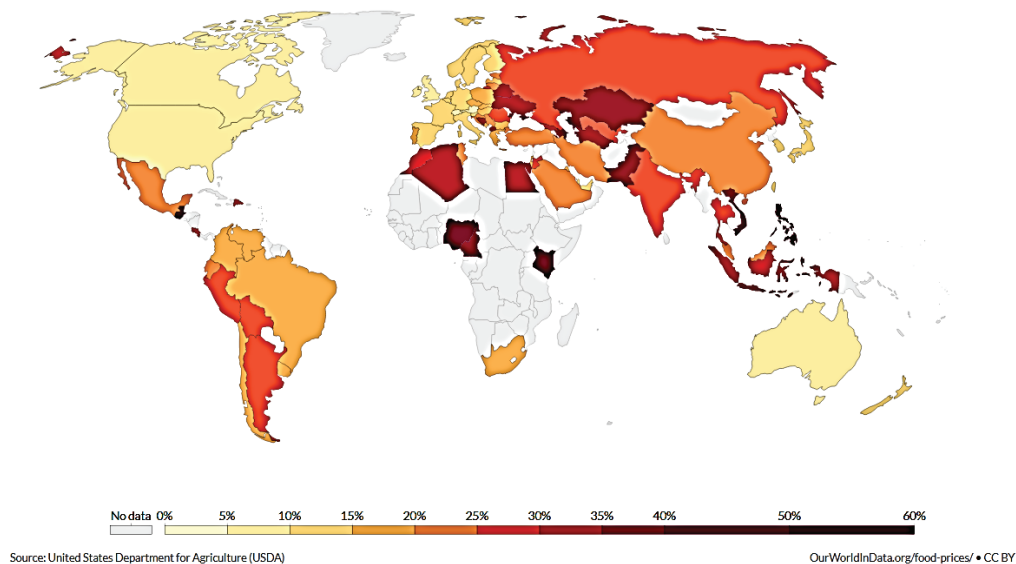 No data 0% 5% 10% 15% 20% 25% 30% 35% 40% 50% 60%
Source: United States Department for Agriculture (USDA) OurWorldInData.org/food-prices/ • CC BY